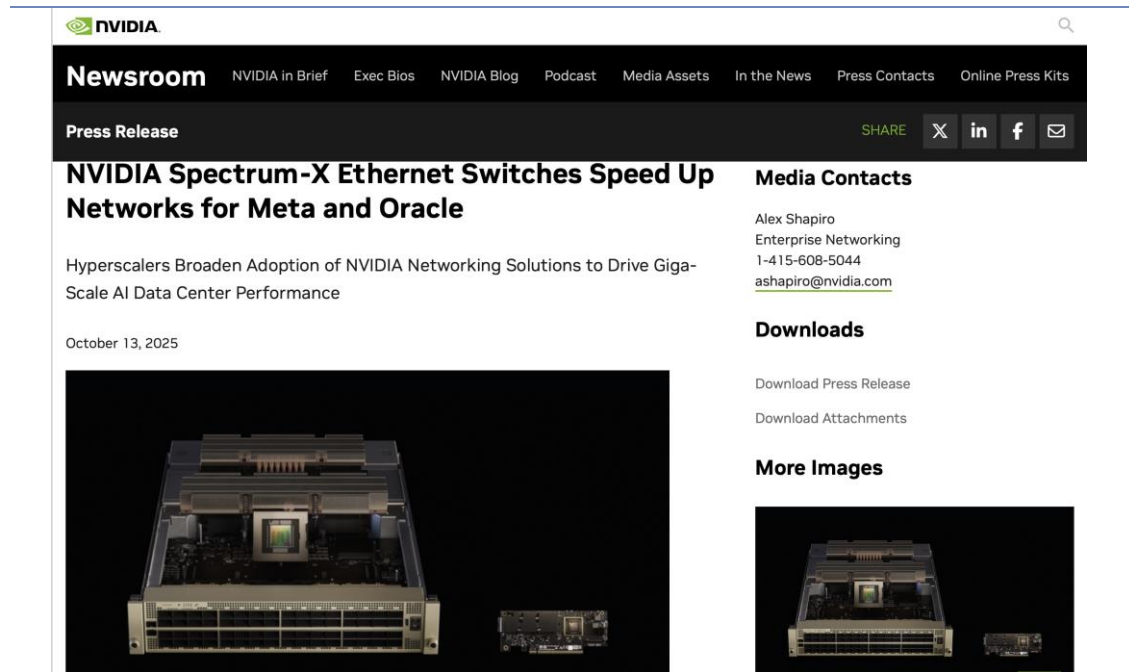 NVIDIA.
Newsroom NVIDIA in Brief Exec Bios NVIDIA Blog Podcast Media Assets In the News Press Contacts Online Press Kits
Press Release SHARE
NVIDIA Spectrum-X Ethernet Switches Speed Up
Networks for Meta and Oracle
Hyperscalers Broaden Adoption of NVIDIA Networking Solutions to Drive Giga-
Scale AI Data Center Performance
October 13, 2025
Media Contacts
Alex Shapiro
Enterprise Networking
1-415-608-5044
ashapiro@nvidia.com
Downloads
Download Press Release
Download Attachments
More Images